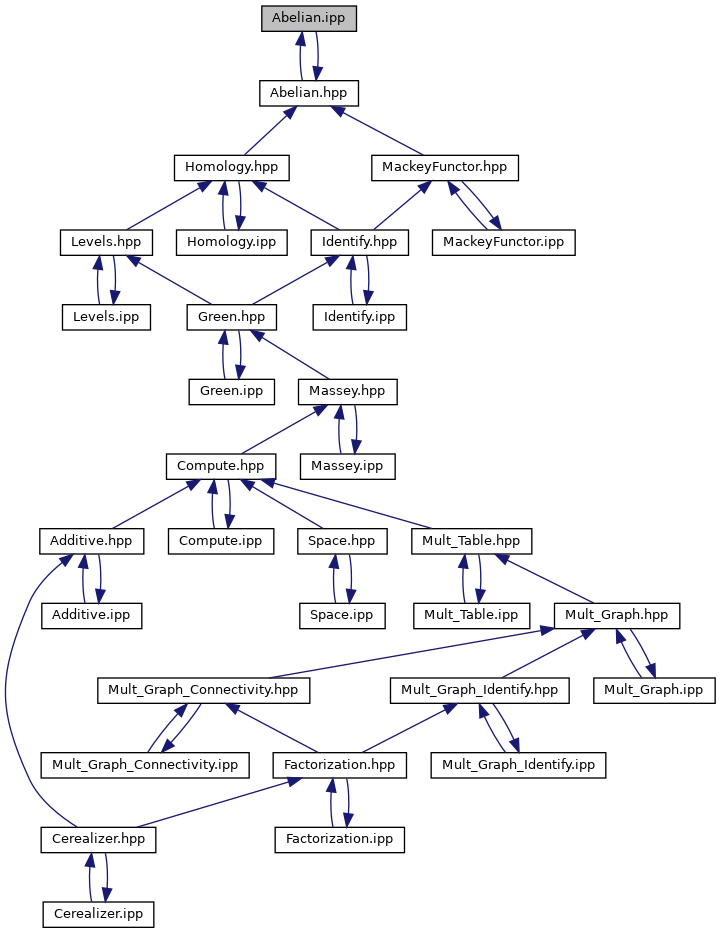 Abelian.ipp
Abelian.hpp
Homology.hpp
MackeyFunctor.hpp
Levels.hpp
Homology.ipp
Identify.hpp
MackeyFunctor.ipp
Levels.ipp
Green.hpp
Identify.ipp
Green.ipp
Massey.hpp
Compute.hpp
Massey.ipp
Additive.hpp
Compute.ipp
Space.hpp
Mult_Table.hpp
Additive.ipp
Space.ipp
Mult_Table.ipp
Mult_Graph.hpp
Mult_Graph_Connectivity.hpp
Mult_Graph_Identify.hpp
Mult_Graph.ipp
Mult_Graph_Connectivity.ipp
Factorization.hpp
Mult_Graph_Identify.ipp
Cerealizer.hpp
Factorization.ipp
Cerealizer.ipp